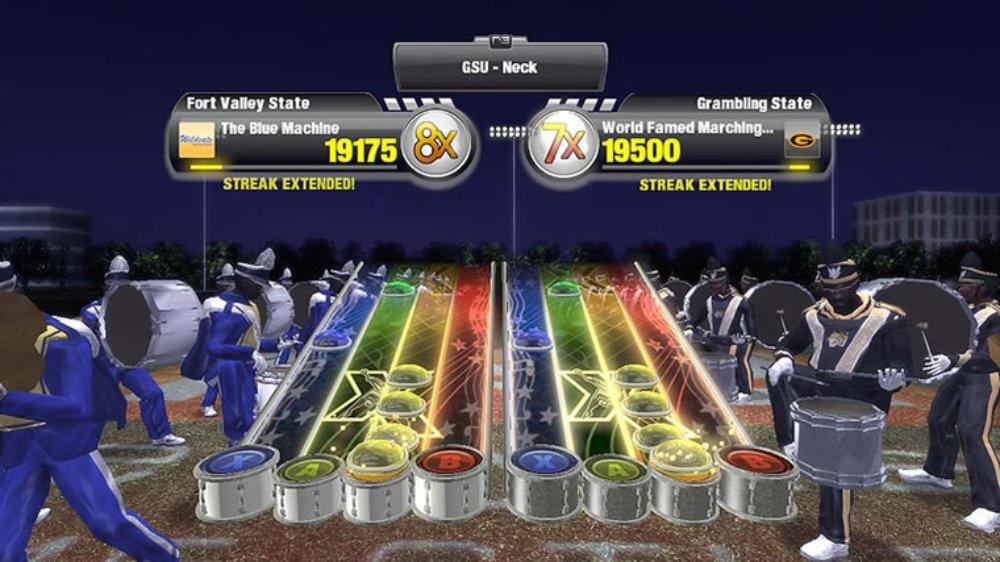 GSU - Neck
Fort Valley State
The Blue Machine
19175
8x
STREAK EXTENDED!
Grambling State
World Famed Marching...
7x
19500
G
STREAK EXTENDED!
X
A
B
X
A
B